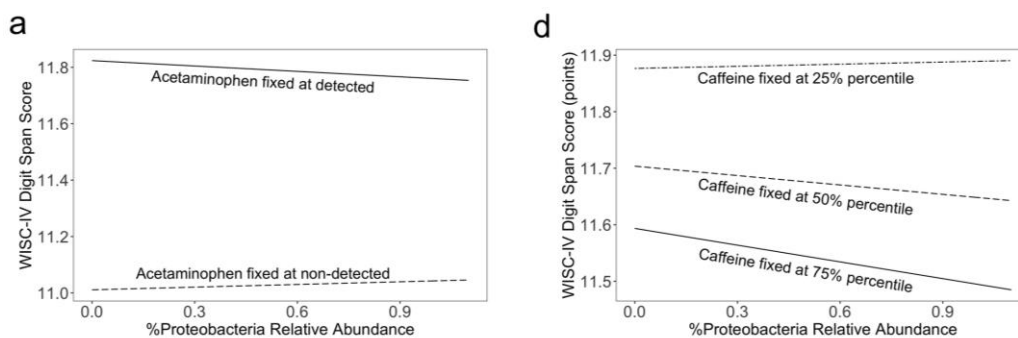 a
WISC-IV Digit Span Score
11.8
11.6
11.4
11.2
11.0
Acetaminophen fixed at detected
Acetaminophen fixed at non-detected
0.0 0.3 0.6 0.9
%Proteobacteria Relative Abundance
d
WISC-IV Digit Span Score (points)
11.9
11.8
11.7
11.6
11.5
Caffeine fixed at 25% percentile
Caffeine fixed at 50% percentile
Caffeine fixed at 75% percentile
0.0 0.3 0.6 0.9
%Proteobacteria Relative Abundance